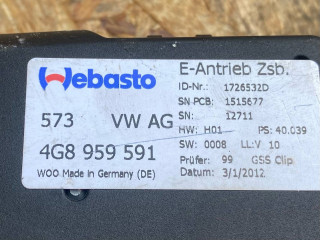 Webasto
E-Antrieb Zsb.
ID-Nr.: 1726532D
SN-PCB: 1515677
573 VW AG
SN: 12711
HW: H01 PS: 40.039
4G8 959 591
SW: 0008 LL:V 10
Prüfer: 99 GSS Clip
WOO Made in Germany (DE)
Datum: 3/1/2012